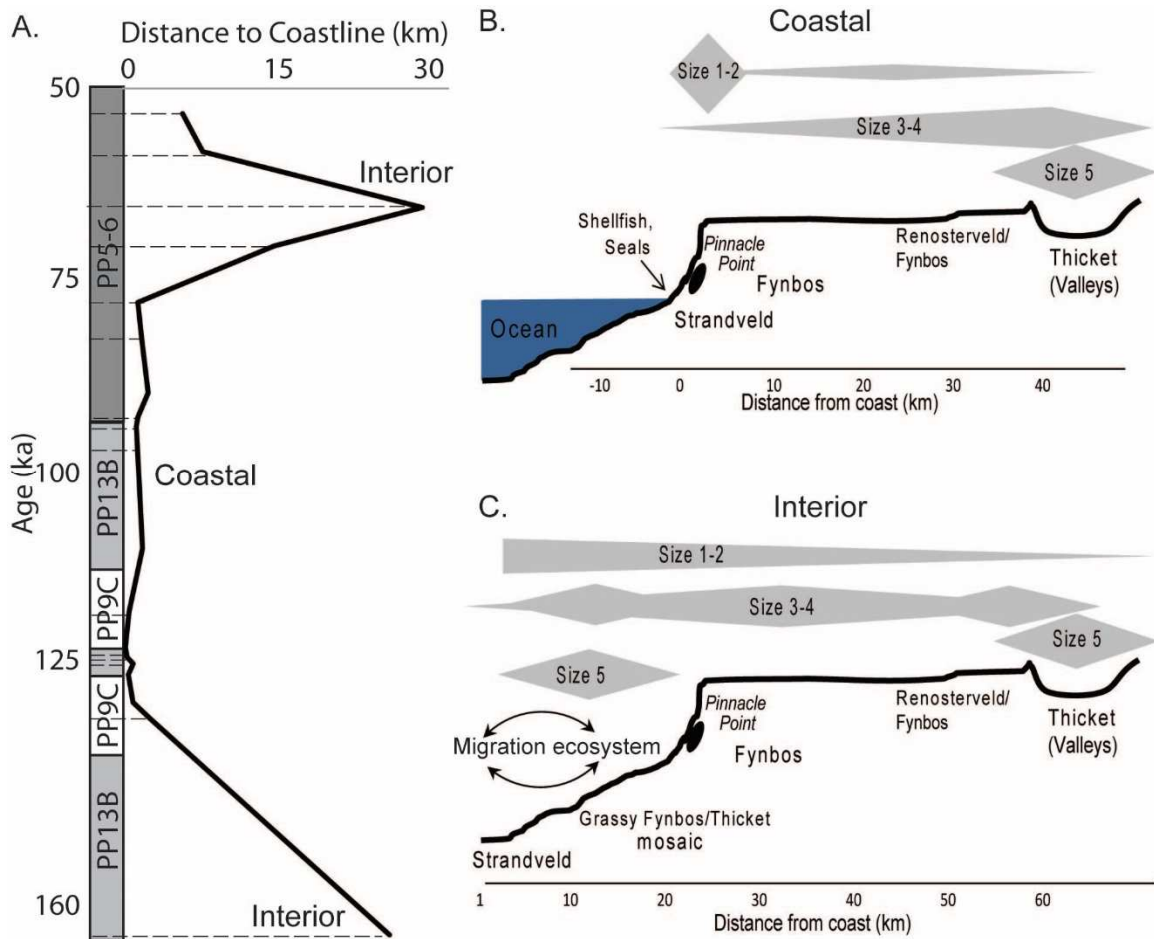 A.
Distance to Coastline (km)
0 15 30
50
75
100
125
160
Age (ka)
PP5-6
PP13B
PP9C
PP9C
PP13B
Interior
Coastal
Interior
B.
Coastal
Size 1-2
Size 3-4
Size 5
Shellfish,
Seals
Pinnacle
Point
Renosterveld/
Fynbos
Fynbos
Thicket
(Valleys)
Strandveld
Ocean
-10 0 10 20 30 40
Distance from coast (km)
C.
Interior
Size 1-2
Size 3-4
Size 5
Size 5
Pinnacle
Point
Renosterveld/
Fynbos
Migration ecosystem
Fynbos
Thicket
(Valleys)
Grassy Fynbos/Thicket
mosaic
Strandveld
1 10 20 30 40 50 60
Distance from coast (km)